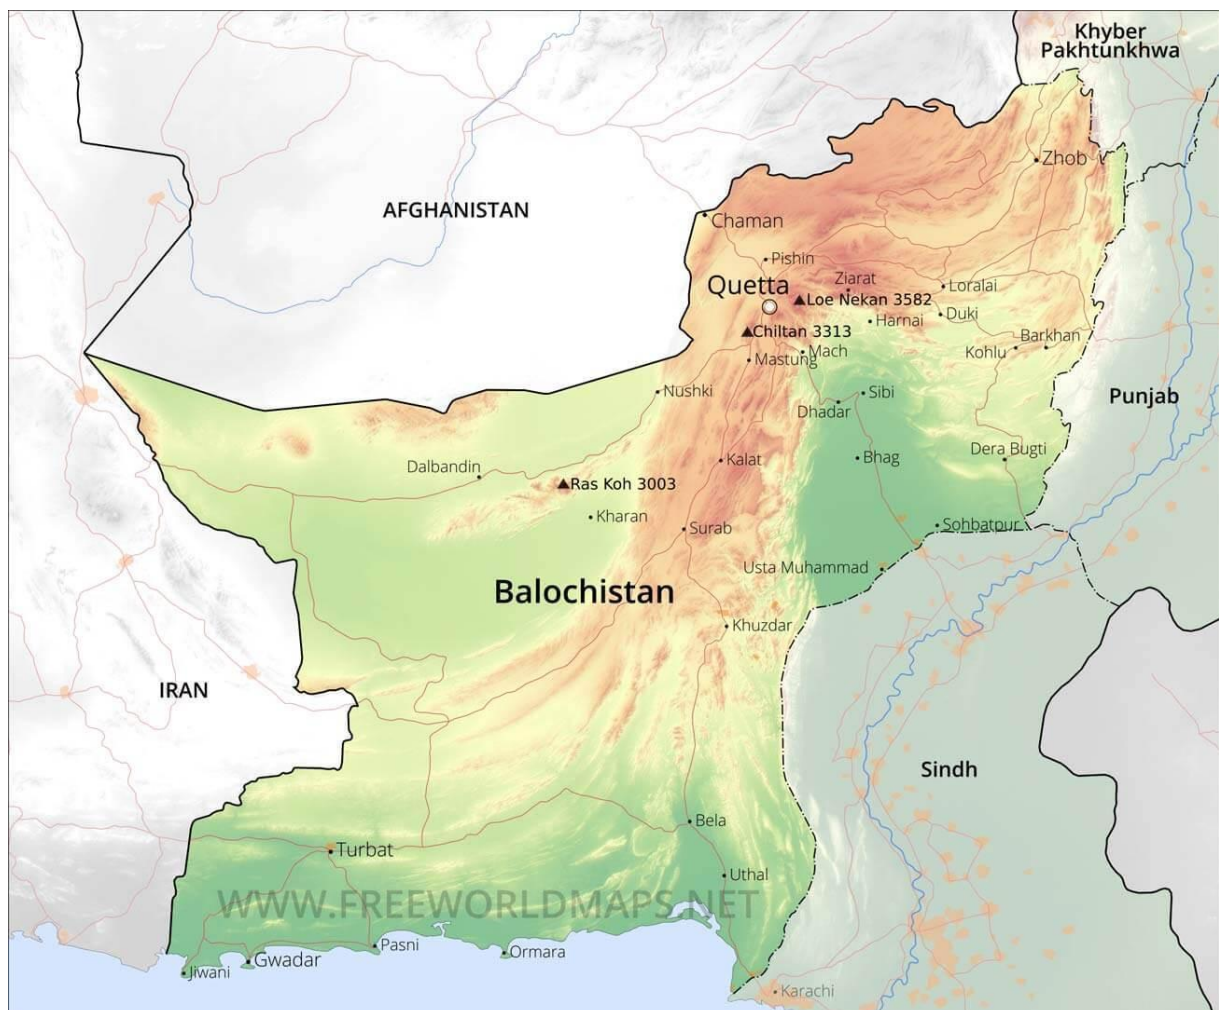 Khyber
Pakhtunkhwa
Zhob
AFGHANISTAN
Chaman
Pishin
Quetta
Ziarat
Loralai
Loe Nekan 3582
Duki
Harnai
Chiltan 3313
Barkhan
Mach
Kohlu
Mastung
Nushki
Sibi
Punjab
Dhadar
Dera Bugti
Bhag
Kalat
Dalbandin
Ras Koh 3003
Kharan
Sohbatpur
Surab
Usta Muhammad
Balochistan
Khuzdar
IRAN
Sindh
Bela
Turbat
Uthal
WWW.FREEWORLDMAPS.NET
Pasni
Ormara
Gwadar
Jiwani
Karachi